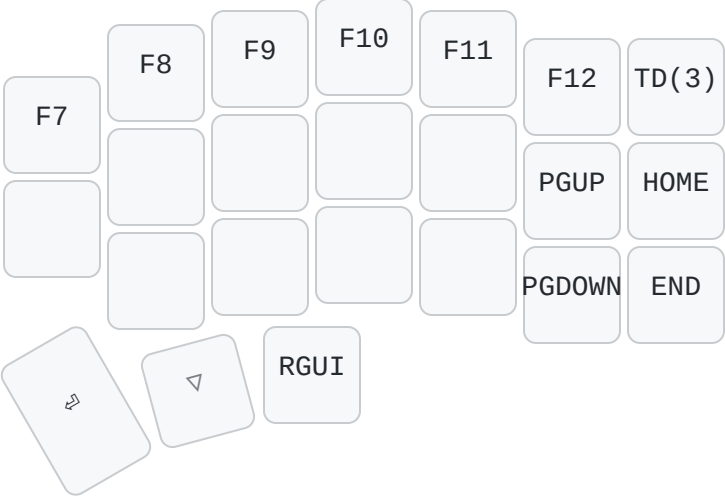 F7
F8
F9
F10
F11
F12
TD(3)
PGUP
HOME
PGDOWN
END
RGUI